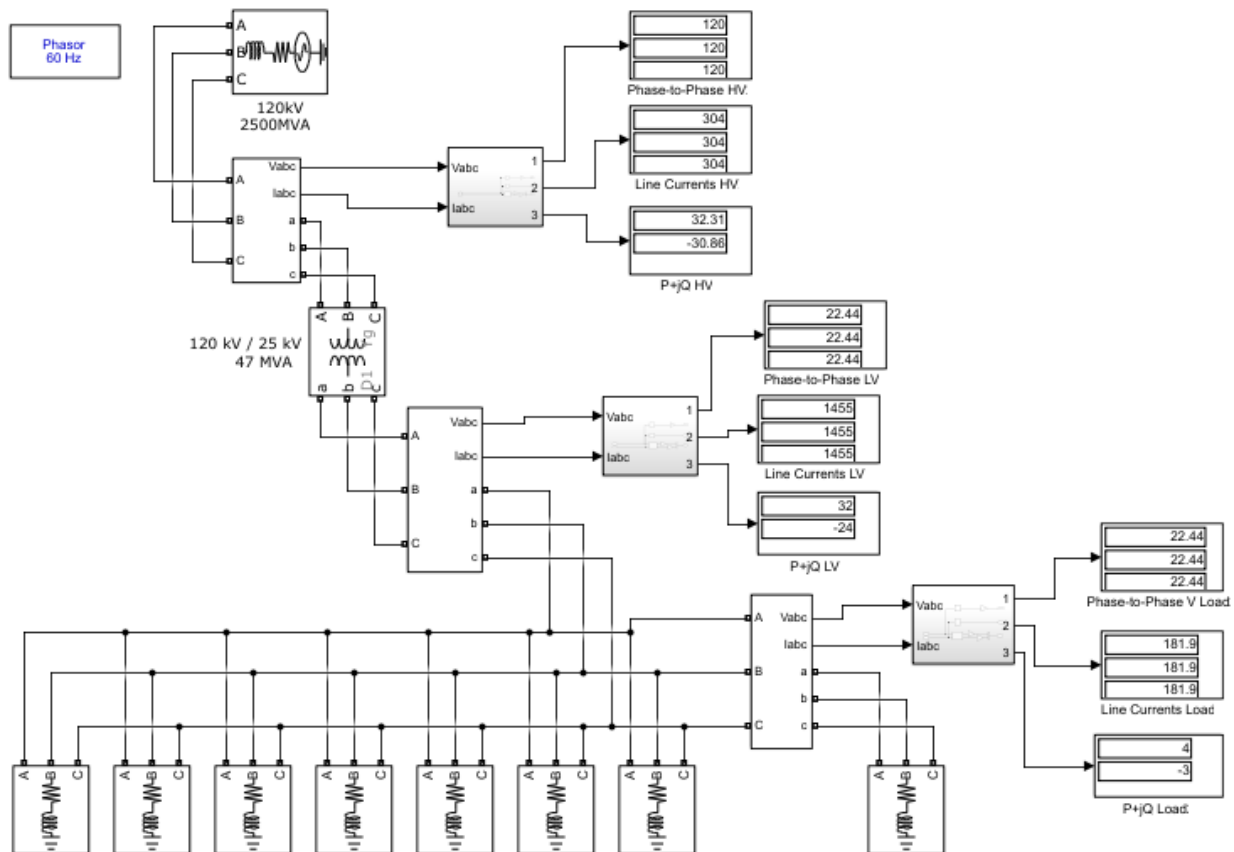 Phasor
60 Hz
A
B
C
120kV
2500MVA
120
120
120
Phase-to-Phase HV.
304
304
304
Line Currents HV
32.31
-30.86
P+jQ HV
A
B
C
Vabc
Iabc
a
b
c
Vabc
Iabc
1
2
3
120 kV / 25 kV
47 MVA
A
B
C
D1
Yg
a
b
c
22.44
22.44
22.44
Phase-to-Phase LV
1455
1455
1455
Line Currents LV
32
-24
P+jQ LV
A
B
C
Vabc
Iabc
a
b
c
Vabc
Iabc
1
2
3
A
B
C
Vabc
Iabc
a
b
c
Vabc
Iabc
1
2
3
22.44
22.44
22.44
Phase-to-Phase V Load
181.9
181.9
181.9
Line Currents Load
4
-3
P+jQ Load:
A B C A B C A B C A B C A B C A B C A B C A B C